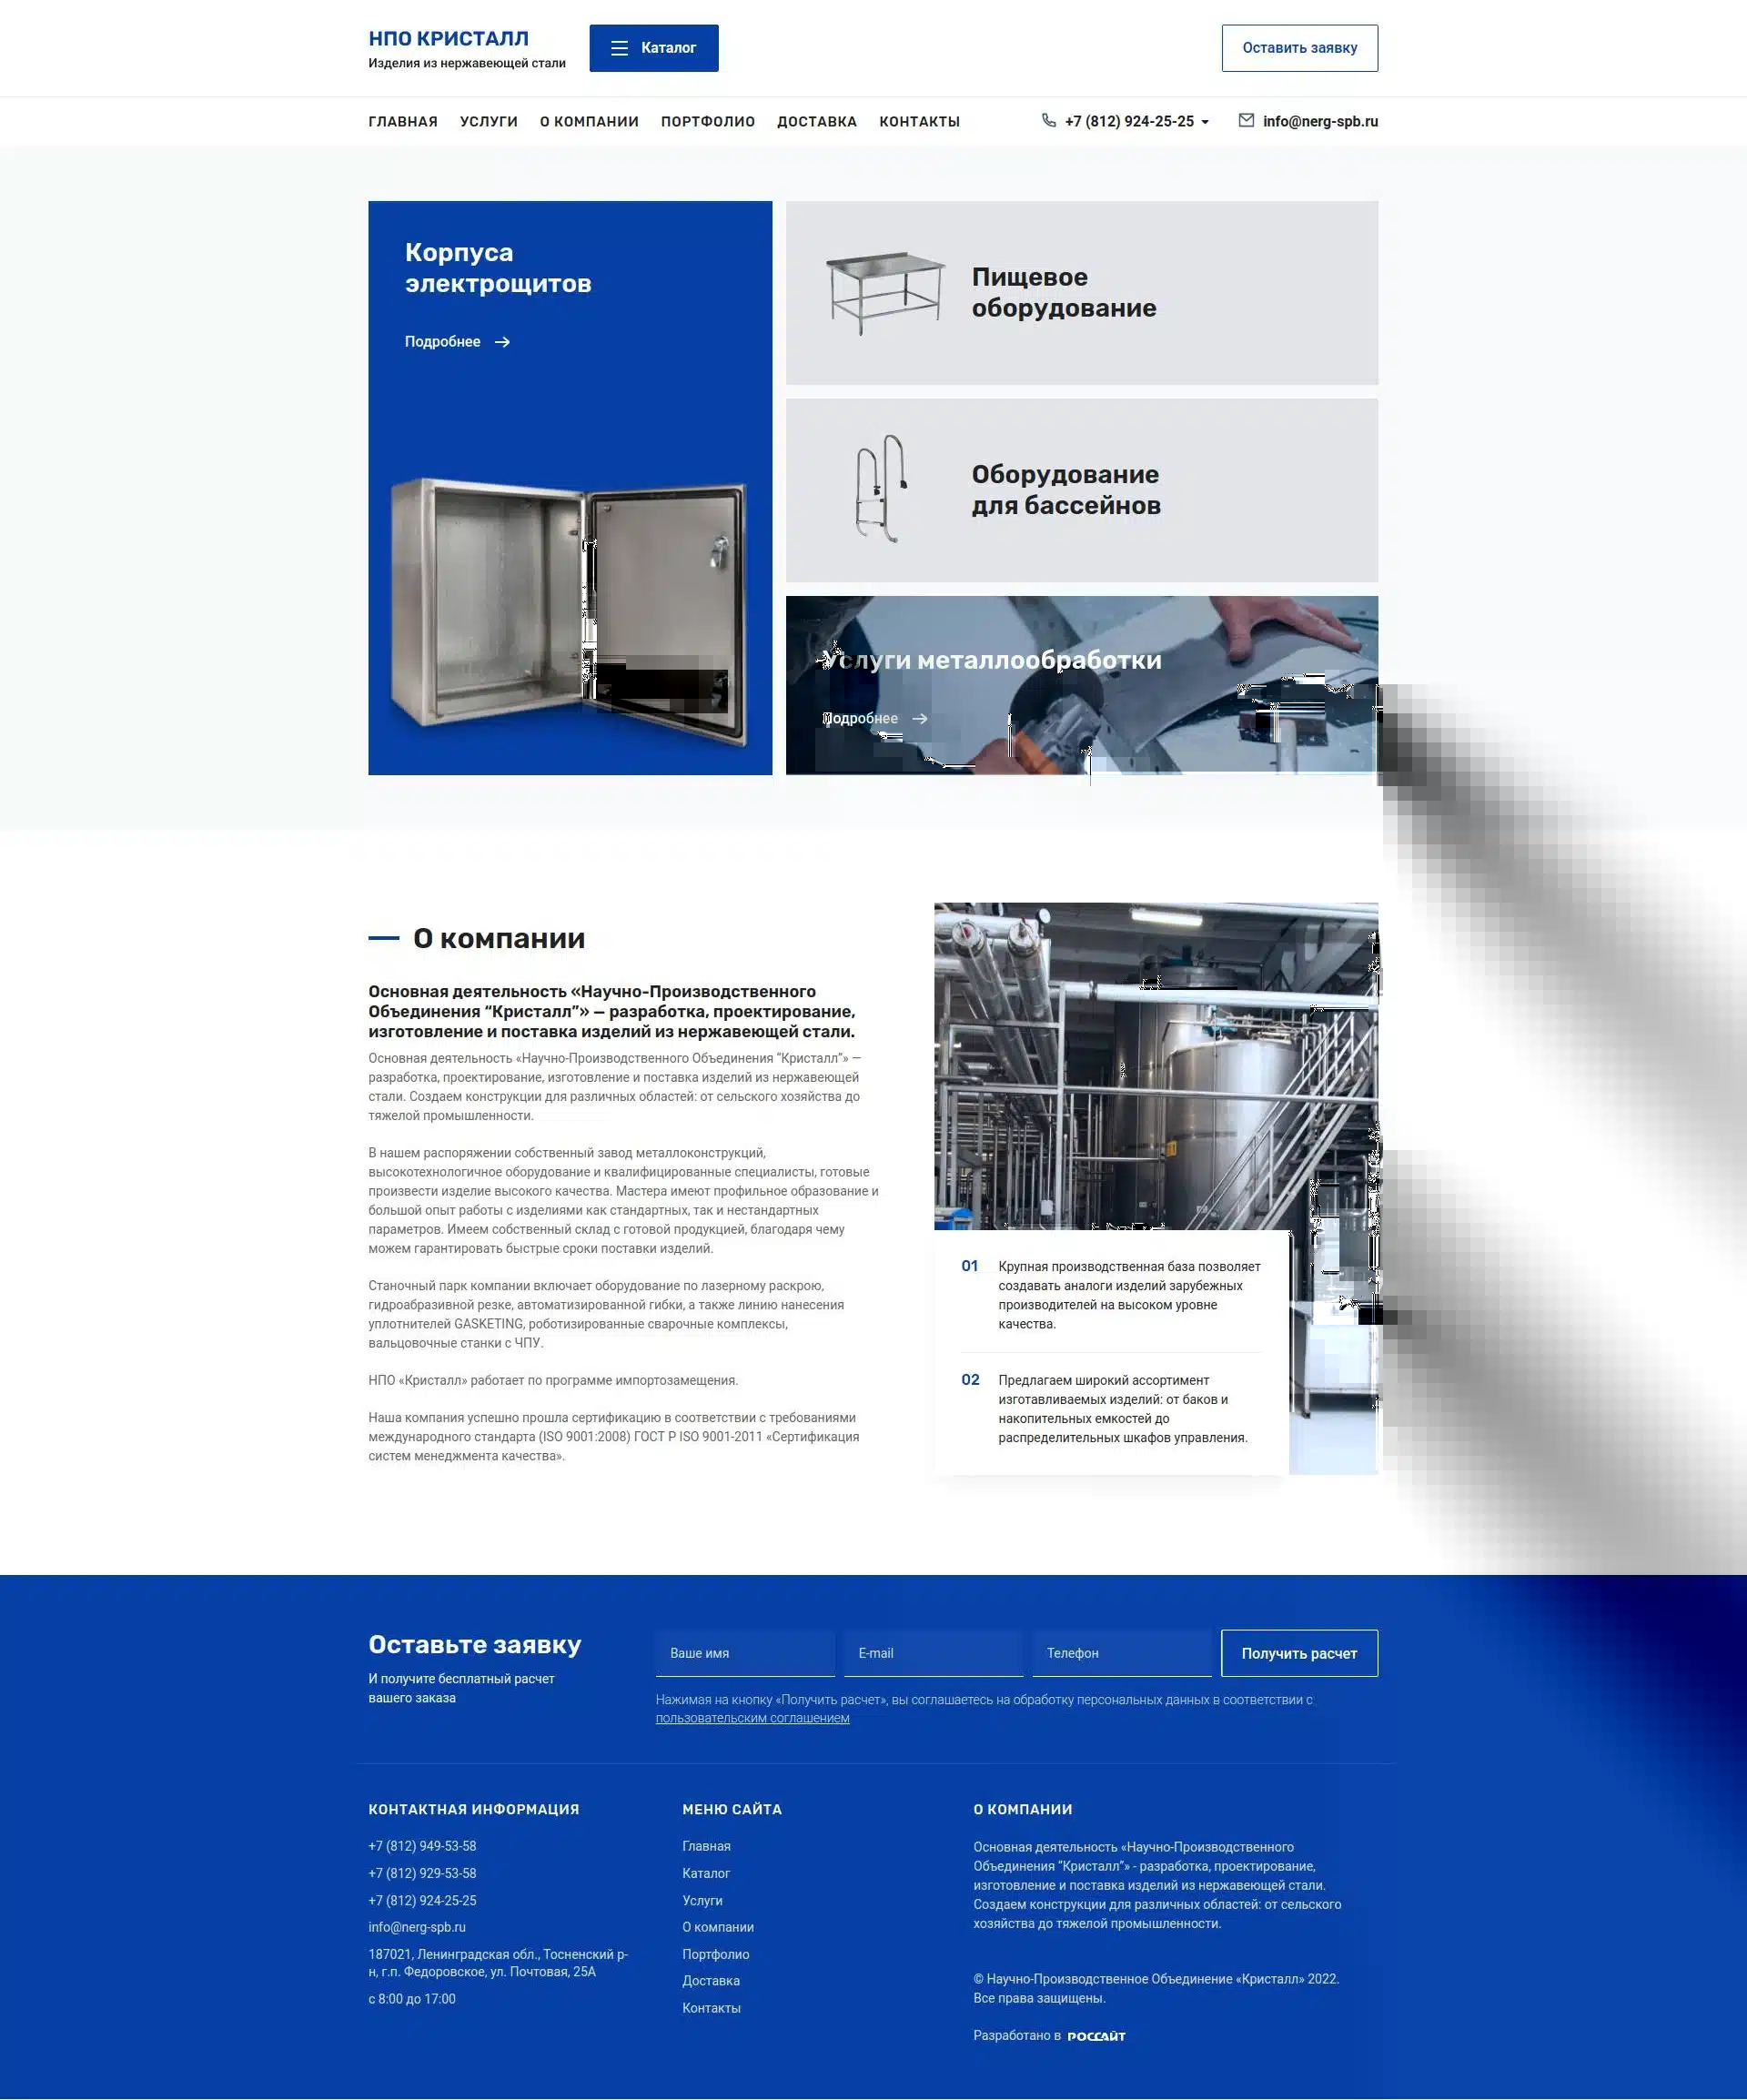 НПО КРИСТАЛЛ
Изделия из нержавеющей стали
Каталог
Оставить заявку
ГЛАВНАЯ УСЛУГИ О КОМПАНИИ ПОРТФОЛИО ДОСТАВКА КОНТАКТЫ
+7 (812) 924-25-25
info@nerg-spb.ru
Корпуса
электрощитов
Подробнее
Пищевое
оборудование
Оборудование
для бассейнов
Услуги металлообработки
Подробнее
О компании
Основная деятельность «Научно-Производственного
Объединения “Кристалл”» — разработка, проектирование,
изготовление и поставка изделий из нержавеющей стали.
Основная деятельность «Научно-Производственного Объединения “Кристалл”» —
разработка, проектирование, изготовление и поставка изделий из нержавеющей
стали. Создаем конструкции для различных областей: от сельского хозяйства до
тяжелой промышленности.
В нашем распоряжении собственный завод металлоконструкций,
высокотехнологичное оборудование и квалифицированные специалисты, готовые
произвести изделие высокого качества. Мастера имеют профильное образование и
большой опыт работы с изделиями как стандартных, так и нестандартных
параметров. Имеем собственный склад с готовой продукцией, благодаря чему
можем гарантировать быстрые сроки поставки изделий.
Станочный парк компании включает оборудование по лазерному раскрою,
гидроабразивной резке, автоматизированной гибки, а также линию нанесения
уплотнителей GASKETING, роботизированные сварочные комплексы,
вальцовочные станки с ЧПУ.
НПО «Кристалл» работает по программе импортозамещения.
Наша компания успешно прошла сертификацию в соответствии с требованиями
международного стандарта (ISO 9001:2008) ГОСТ Р ISO 9001-2011 «Сертификация
систем менеджмента качества».
01
Крупная производственная база позволяет
создавать аналоги изделий зарубежных
производителей на высоком уровне
качества.
02
Предлагаем широкий ассортимент
изготавливаемых изделий: от баков и
накопительных емкостей до
распределительных шкафов управления.
Оставьте заявку
И получите бесплатный расчет
вашего заказа
Ваше имя
E-mail
Телефон
Получить расчет
Нажимая на кнопку «Получить расчет», вы соглашаетесь на обработку персональных данных в соответствии с
пользовательским соглашением
КОНТАКТНАЯ ИНФОРМАЦИЯ
+7 (812) 949-53-58
+7 (812) 929-53-58
+7 (812) 924-25-25
info@nerg-spb.ru
187021, Ленинградская обл., Тосненский р-
н, г.п. Федоровское, ул. Почтовая, 25А
с 8:00 до 17:00
МЕНЮ САЙТА
Главная
Каталог
Услуги
О компании
Портфолио
Доставка
Контакты
О КОМПАНИИ
Основная деятельность «Научно-Производственного
Объединения “Кристалл”» - разработка, проектирование,
изготовление и поставка изделий из нержавеющей стали.
Создаем конструкции для различных областей: от сельского
хозяйства до тяжелой промышленности.
© Научно-Производственное Объединение «Кристалл» 2022.
Все права защищены.
Разработано в РОССАЙТ